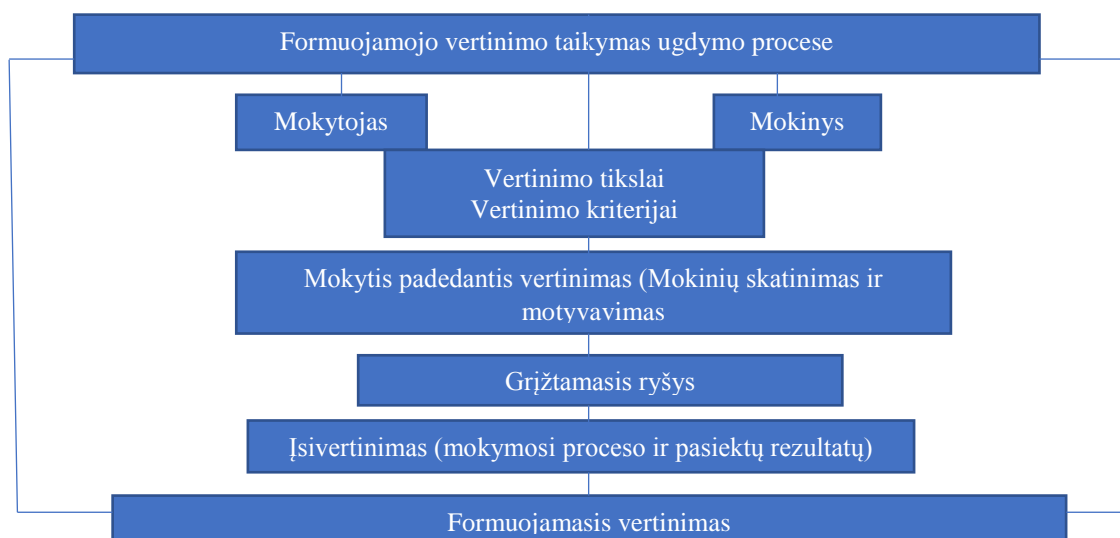 Formuojamojo vertinimo taikymas ugdymo procese
Mokytojas
Mokinys
Vertinimo tikslai
Vertinimo kriterijai
Mokytis padedantis vertinimas (Mokinių skatinimas ir
motyvavimas
Grįžtamasis ryšys
Įsivertinimas (mokymosi proceso ir pasiektų rezultatų)
Formuojamasis vertinimas